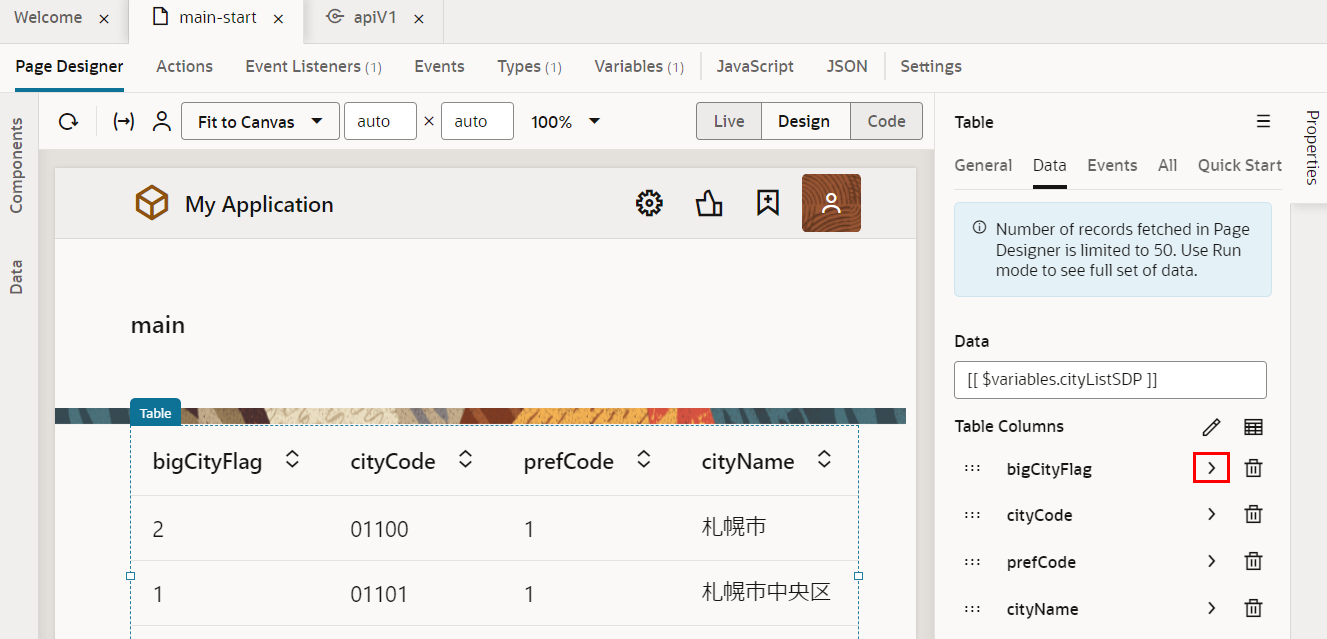 Welcome × main-start × apiV1 ×
Page Designer Actions Event Listeners (1) Events Types (1) Variables (1) JavaScript JSON Settings
Components
Data
Fit to Canvas auto × auto 100% Live Design Code
My Application
main
Table
bigCityFlag cityCode prefCode cityName
2 01100 1 札幌市
1 01101 1 札幌市中央区
Table
General Data Events All Quick Start
Number of records fetched in Page
Designer is limited to 50. Use Run
mode to see full set of data.
Data
[[ $variables.cityListSDP ]]
Table Columns
bigCityFlag
cityCode
prefCode
cityName
Properties